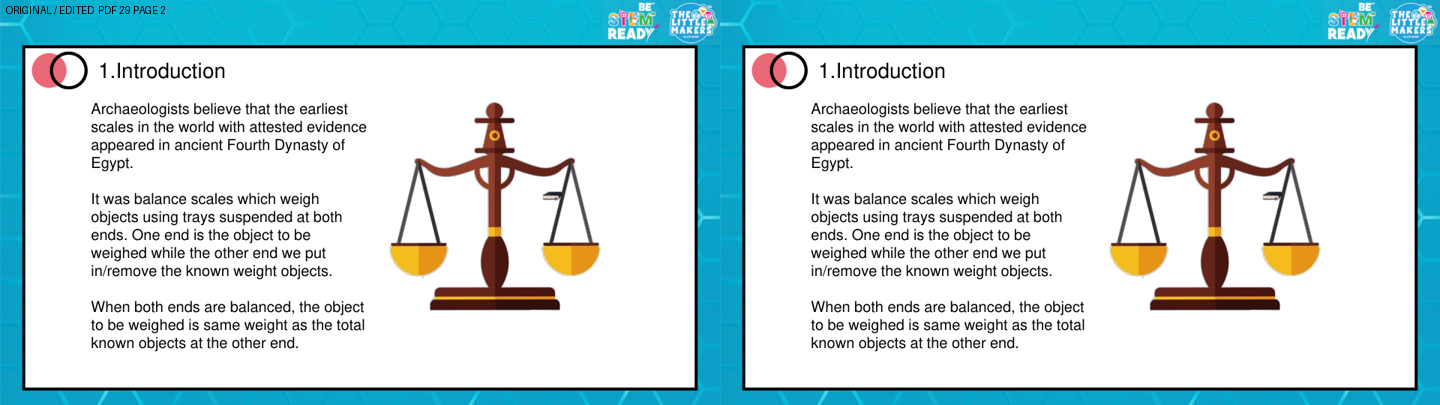 ORIGINAL / EDITED PDF 29 PAGE 2
BE
STEM
READY
THE
LITTLE
MAKERS
1.Introduction
Archaeologists believe that the earliest
scales in the world with attested evidence
appeared in ancient Fourth Dynasty of
Egypt.
It was balance scales which weigh
objects using trays suspended at both
ends. One end is the object to be
weighed while the other end we put
in/remove the known weight objects.
When both ends are balanced, the object
to be weighed is same weight as the total
known objects at the other end.
BE
STEM
READY
THE
LITTLE
MAKERS
1.Introduction
Archaeologists believe that the earliest
scales in the world with attested evidence
appeared in ancient Fourth Dynasty of
Egypt.
It was balance scales which weigh
objects using trays suspended at both
ends. One end is the object to be
weighed while the other end we put
in/remove the known weight objects.
When both ends are balanced, the object
to be weighed is same weight as the total
known objects at the other end.